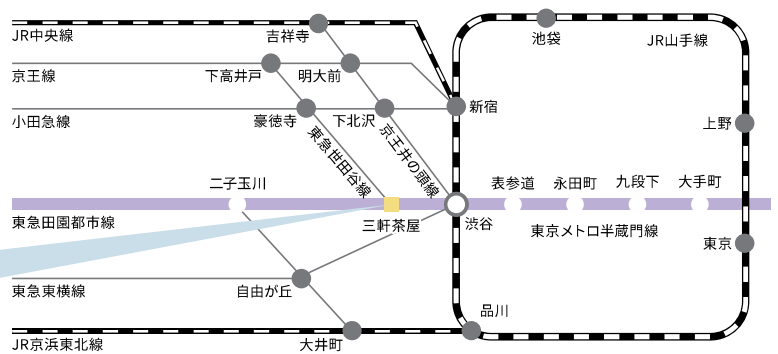 JR中央線
吉祥寺
池袋
JR山手線
京王線
下高井戸
明大前
新宿
小田急線
豪徳寺
下北沢
東急世田谷線
京王井の頭線
上野
二子玉川
表参道
永田町
九段下
大手町
東急田園都市線
三軒茶屋
渋谷
東京メトロ半蔵門線
東京
東急東横線
自由が丘
品川
JR京浜東北線
大井町